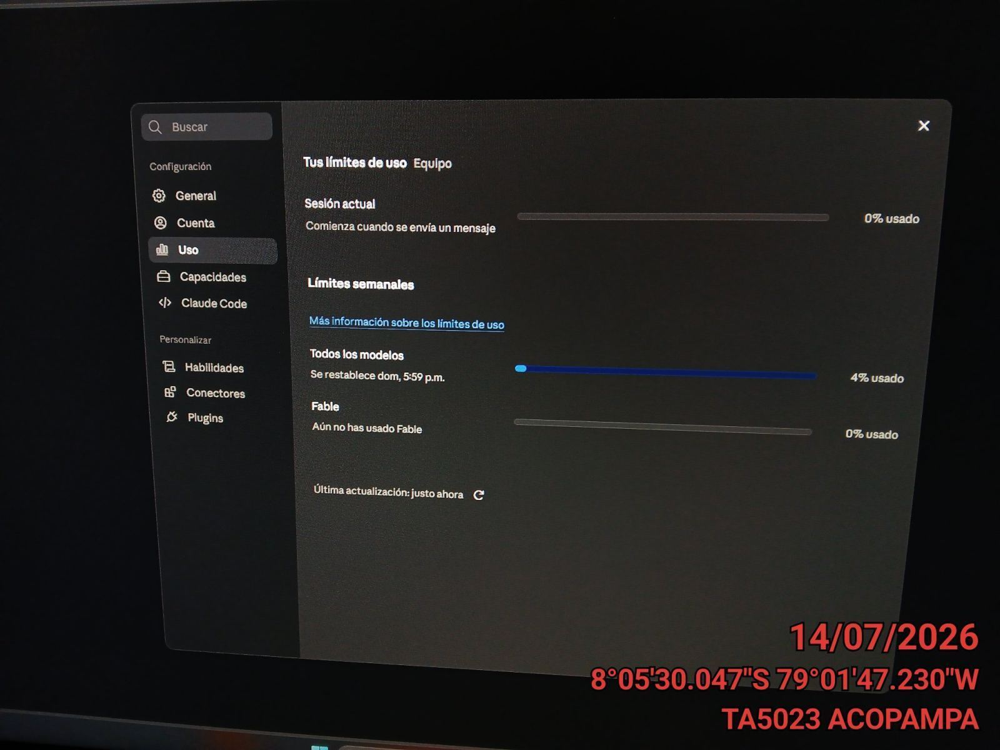 Buscar
Configuración
General
Cuenta
Uso
Capacidades
Claude Code
Personalizar
Habilidades
Conectores
Plugins
Tus límites de uso Equipo
Sesión actual
Comienza cuando se envía un mensaje
0% usado
Límites semanales
Más información sobre los límites de uso
Todos los modelos
Se restablece dom, 5:59 p.m.
4% usado
Fable
Aún no has usado Fable
0% usado
Última actualización: justo ahora
14/07/2026
8°05'30.047"S 79°01'47.230"W
TA5023 ACOPAMPA